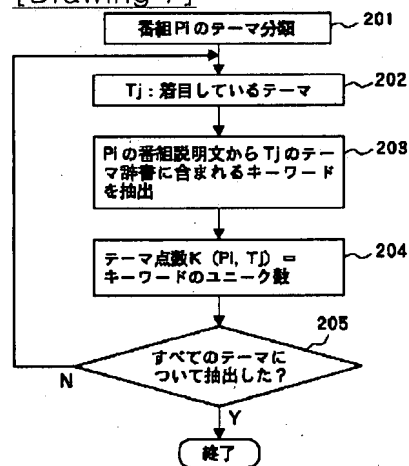 [Drawing 7]
番組Piのテーマ分類
201
Tj:着目しているテーマ
202
Piの番組説明文からTjのテー
マ辞書に含まれるキーワード
を抽出
203
テーマ点数K(Pi, Tj) =
キーワードのユニーク数
204
205
すべてのテーマに
ついて抽出した?
N
Y
終了